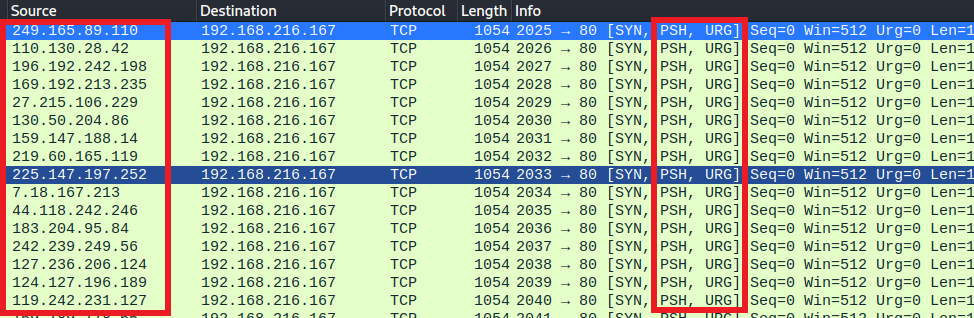 Source Destination Protocol Length Info
249.165.89.110 192.168.216.167 TCP 1054 2025 → 80 [SYN, PSH, URG] Seq=0 Win=512 Urg=0 Len=1
110.130.28.42 192.168.216.167 TCP 1054 2026 → 80 [SYN, PSH, URG] Seq=0 Win=512 Urg=0 Len=1
196.192.242.198 192.168.216.167 TCP 1054 2027 → 80 [SYN, PSH, URG] Seq=0 Win=512 Urg=0 Len=1
169.192.213.235 192.168.216.167 TCP 1054 2028 → 80 [SYN, PSH, URG] Seq=0 Win=512 Urg=0 Len=1
27.215.106.229 192.168.216.167 TCP 1054 2029 → 80 [SYN, PSH, URG] Seq=0 Win=512 Urg=0 Len=1
130.50.204.86 192.168.216.167 TCP 1054 2030 → 80 [SYN, PSH, URG] Seq=0 Win=512 Urg=0 Len=1
159.147.188.14 192.168.216.167 TCP 1054 2031 → 80 [SYN, PSH, URG] Seq=0 Win=512 Urg=0 Len=1
219.60.165.119 192.168.216.167 TCP 1054 2032 → 80 [SYN, PSH, URG] Seq=0 Win=512 Urg=0 Len=1
225.147.197.252 192.168.216.167 TCP 1054 2033 → 80 [SYN, PSH, URG] Seq=0 Win=512 Urg=0 Len=1
7.18.167.213 192.168.216.167 TCP 1054 2034 → 80 [SYN, PSH, URG] Seq=0 Win=512 Urg=0 Len=1
44.118.242.246 192.168.216.167 TCP 1054 2035 → 80 [SYN, PSH, URG] Seq=0 Win=512 Urg=0 Len=1
183.204.95.84 192.168.216.167 TCP 1054 2036 → 80 [SYN, PSH, URG] Seq=0 Win=512 Urg=0 Len=1
242.239.249.56 192.168.216.167 TCP 1054 2037 → 80 [SYN, PSH, URG] Seq=0 Win=512 Urg=0 Len=1
127.236.206.124 192.168.216.167 TCP 1054 2038 → 80 [SYN, PSH, URG] Seq=0 Win=512 Urg=0 Len=1
124.127.196.189 192.168.216.167 TCP 1054 2039 → 80 [SYN, PSH, URG] Seq=0 Win=512 Urg=0 Len=1
119.242.231.127 192.168.216.167 TCP 1054 2040 → 80 [SYN, PSH, URG] Seq=0 Win=512 Urg=0 Len=1
192.168.216.167 TCP 1054 2041 → 80 [SYN, PSH, URG] Seq=0 Win=512 Urg=0 Len=1